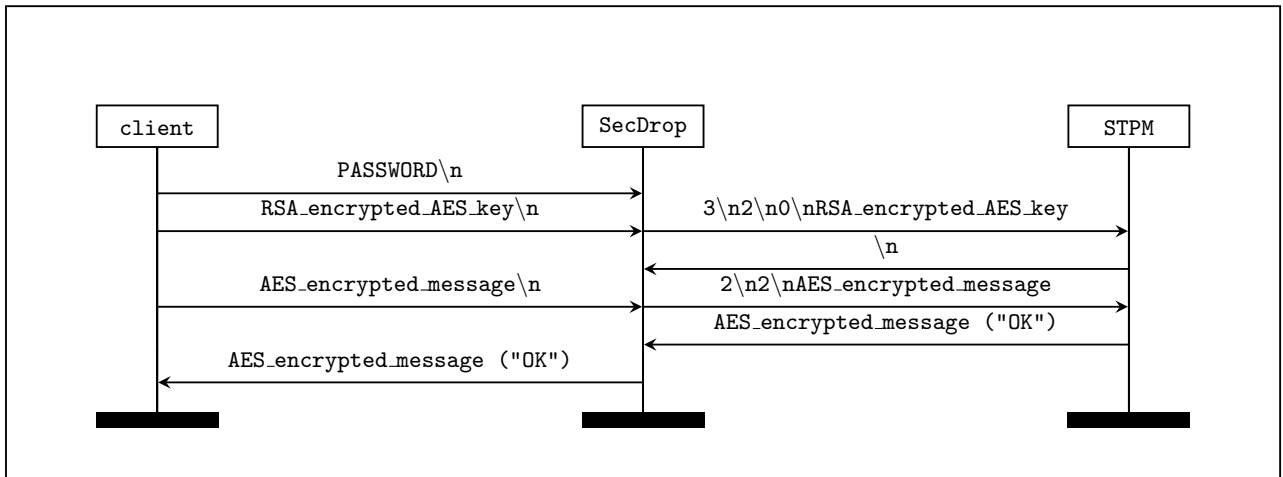 client
SecDrop
STPM
PASSWORD\n
RSA_encrypted_AES_key\n
3\n2\n0\nRSA_encrypted_AES_key
\n
AES_encrypted_message\n
2\n2\nAES_encrypted_message
AES_encrypted_message ("OK")
AES_encrypted_message ("OK")